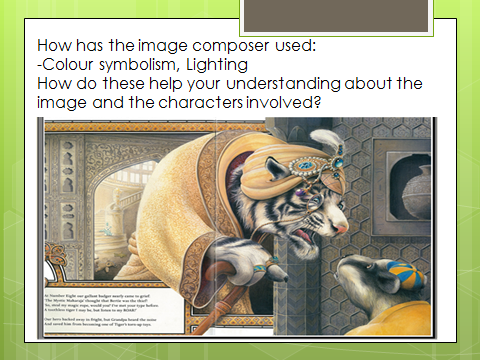 How has the image composer used:
-Colour symbolism, Lighting
How do these help your understanding about the
image and the characters involved?
At Number Eight our gallant Badger nearly came to grief
The Mystic Maharaja thought that Bertie was the thief!
So, steal my magic rope, would you? I've met your type before.
A toothless tiger I may be, but listen to my ROAR!
Our hero backed away in fright, but Grandpa heard the noise
And saved him from becoming one of Tiger's torn-up toys.